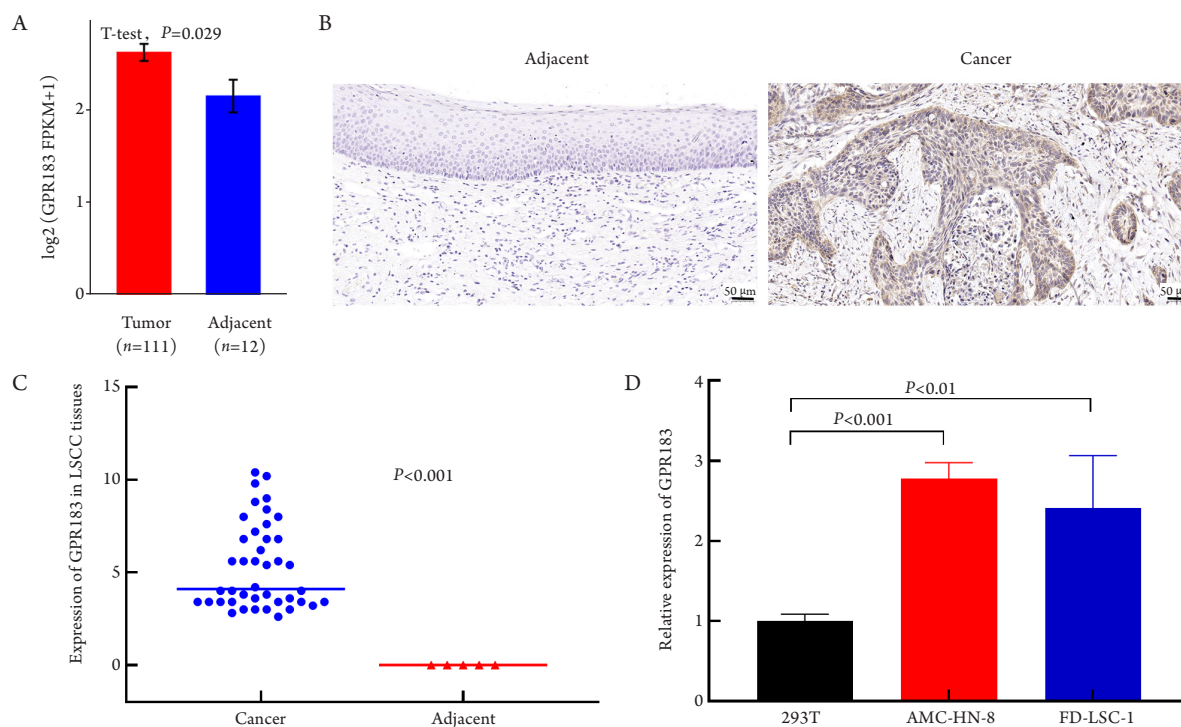 A
T-test, P=0.029
log2 (GPR183 FPKM+1)
2
1
0
Tumor
(n=111)
Adjacent
(n=12)
B
Adjacent
50 μm
Cancer
50 μ
C
Expression of GPR183 in LSCC tissues
15
10
5
0
P<0.001
Cancer
Adjacent
D
Relative expression of GPR183
4
3
2
1
0
P<0.01
P<0.001
293T
AMC-HN-8
FD-LSC-1